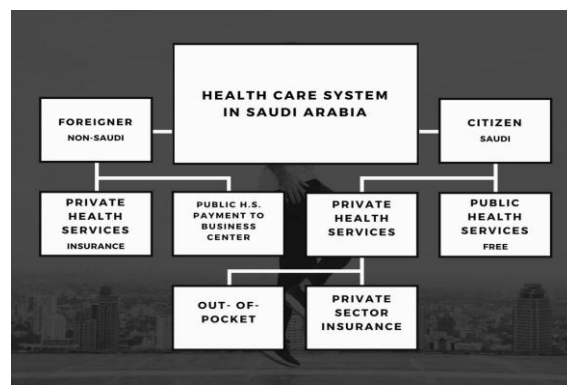 HEALTH CARE SYSTEM
IN SAUDI ARABIA
FOREIGNER
NON-SAUDI
CITIZEN
SAUDI
PRIVATE
HEALTH
SERVICES
INSURANCE
PUBLIC H.S.
PAYMENT TO
BUSINESS
CENTER
PRIVATE
HEALTH
SERVICES
PUBLIC
HEALTH
SERVICES
FREE
OUT- OF-
POCKET
PRIVATE
SECTOR
INSURANCE